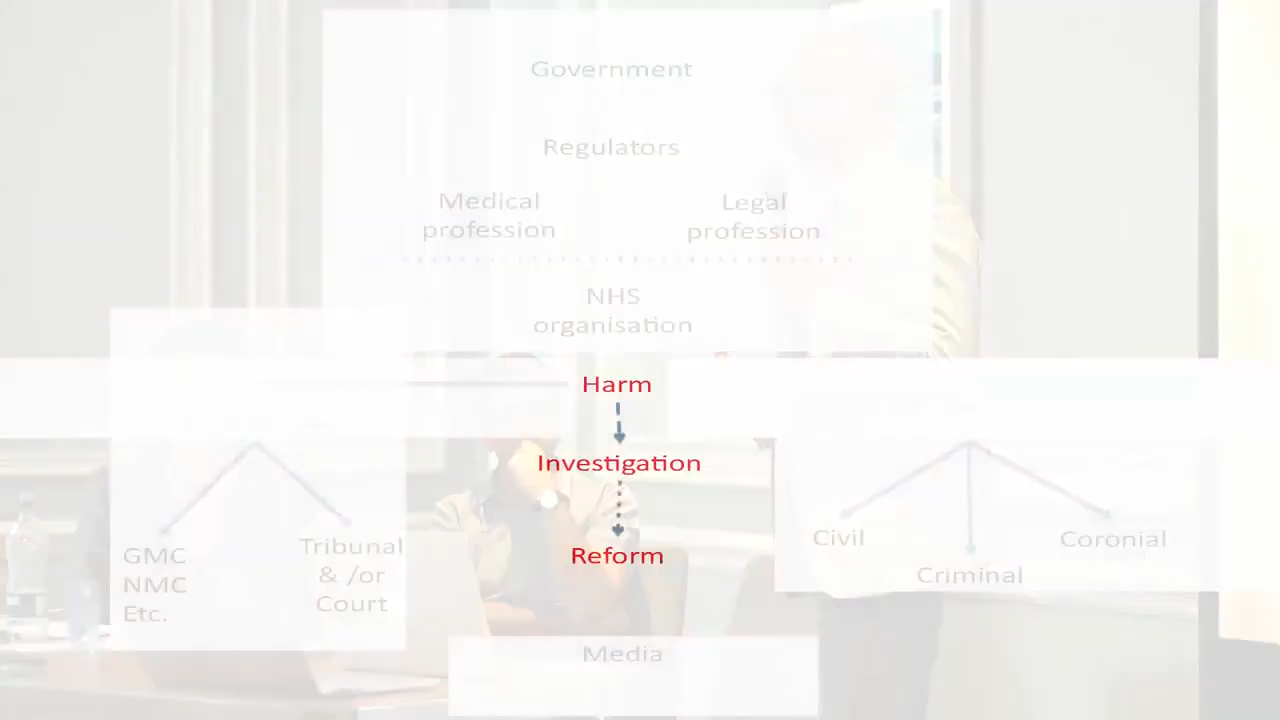 Government
Regulators
Medical
profession
Legal
profession
NHS
organisation
Harm
Investigation
Reform
GMC
NMC
Etc.
Tribunal
& /or
Court
Civil
Criminal
Coronial
Media